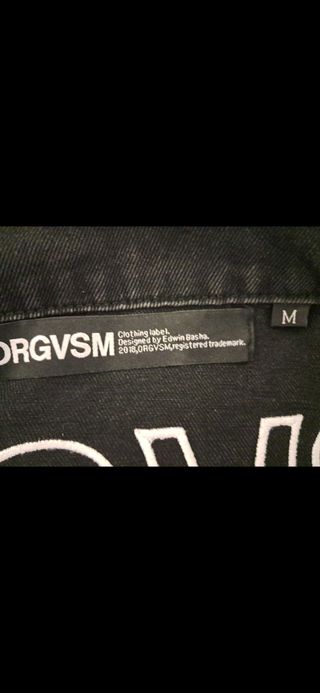 ORGVSM
Clothing label.
Designed by Edwin Basha.
2018,ORGVSM,registered trademark.
M